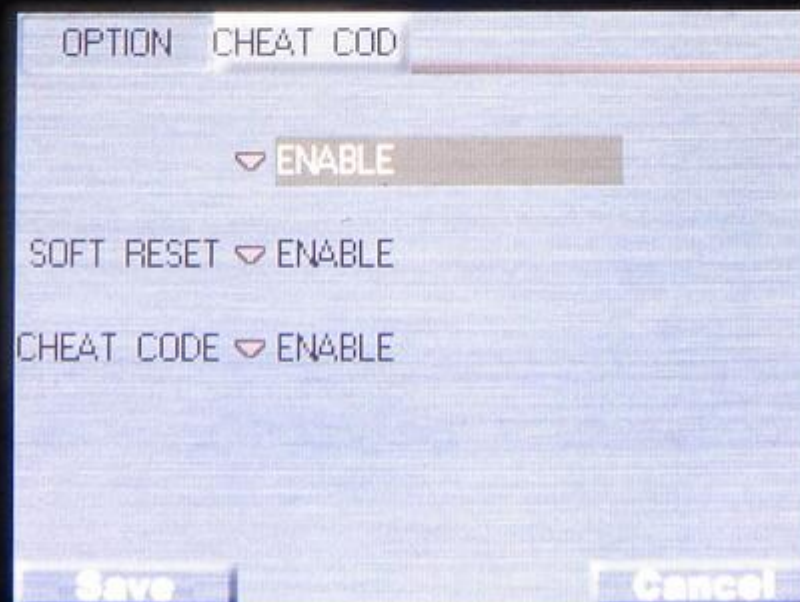 OPTION CHEAT COD
ENABLE
SOFT RESET ENABLE
CHEAT CODE ENABLE
Save Cancel